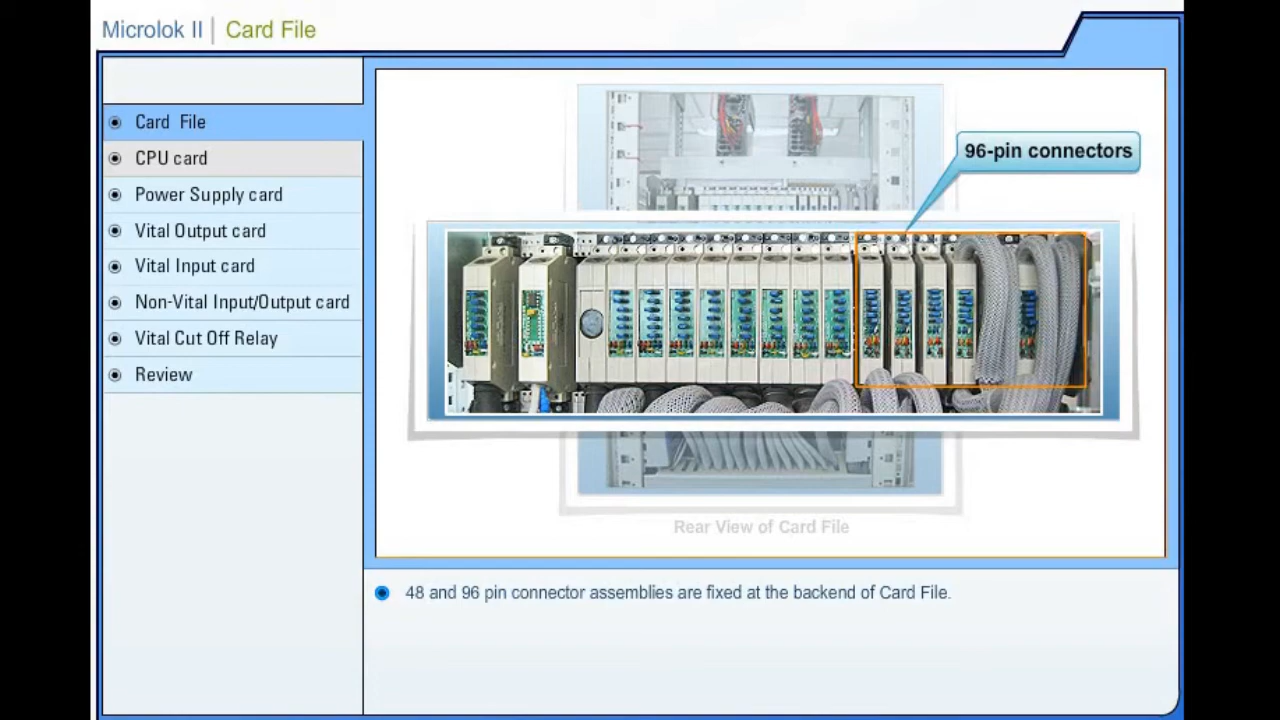 Microlok II | Card File
Card File
CPU card
Power Supply card
Vital Output card
Vital Input card
Non-Vital Input/Output card
Vital Cut Off Relay
Review
96-pin connectors
Rear View of Card File
48 and 96 pin connector assemblies are fixed at the backend of Card File.